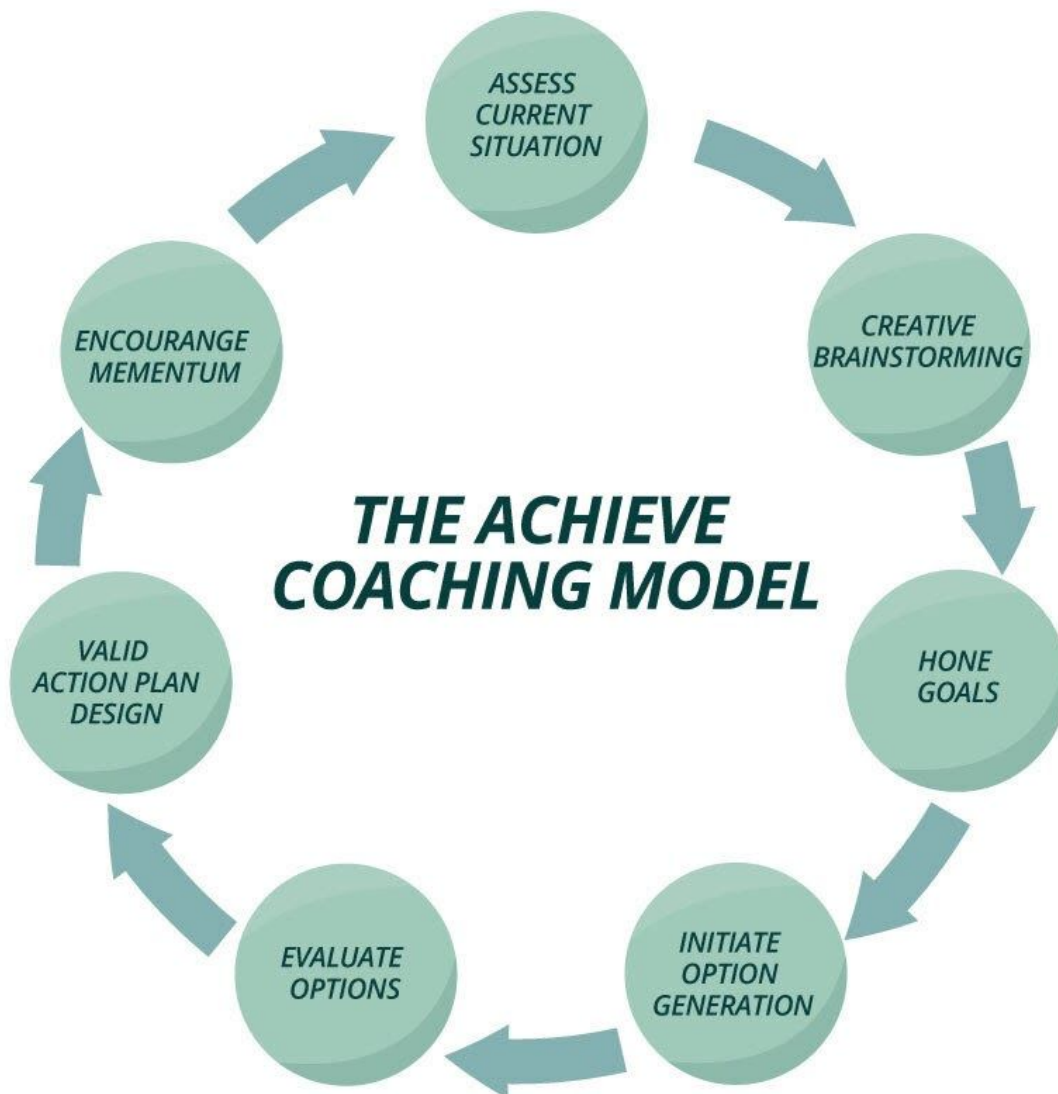 ASSESS
CURRENT
SITUATION
CREATIVE
BRAINSTORMING
HONE
GOALS
INITIATE
OPTION
GENERATION
EVALUATE
OPTIONS
VALID
ACTION PLAN
DESIGN
ENCOURANGE
MEMENTUM
THE ACHIEVE
COACHING MODEL